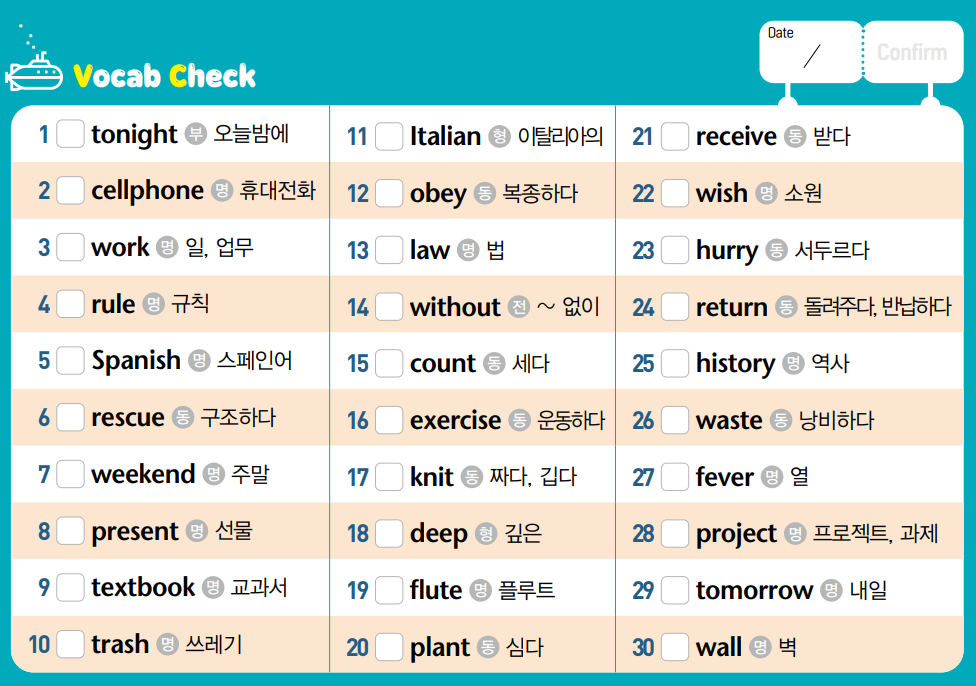 Vocab Check
Date
/
Confirm
1 tonight 부 오늘밤에
2 cellphone 명 휴대전화
3 work 명 일, 업무
4 rule 명 규칙
5 Spanish 명 스페인어
6 rescue 동 구조하다
7 weekend 명 주말
8 present 명 선물
9 textbook 명 교과서
10 trash 명 쓰레기
11 Italian 형 이탈리아의
12 obey 동 복종하다
13 law 명 법
14 without 전 ~ 없이
15 count 동 세다
16 exercise 동 운동하다
17 knit 동 짜다, 깁다
18 deep 형 깊은
19 flute 명 플루트
20 plant 동 심다
21 receive 동 받다
22 wish 명 소원
23 hurry 동 서두르다
24 return 동 돌려주다, 반납하다
25 history 명 역사
26 waste 동 낭비하다
27 fever 명 열
28 project 명 프로젝트, 과제
29 tomorrow 명 내일
30 wall 명 벽